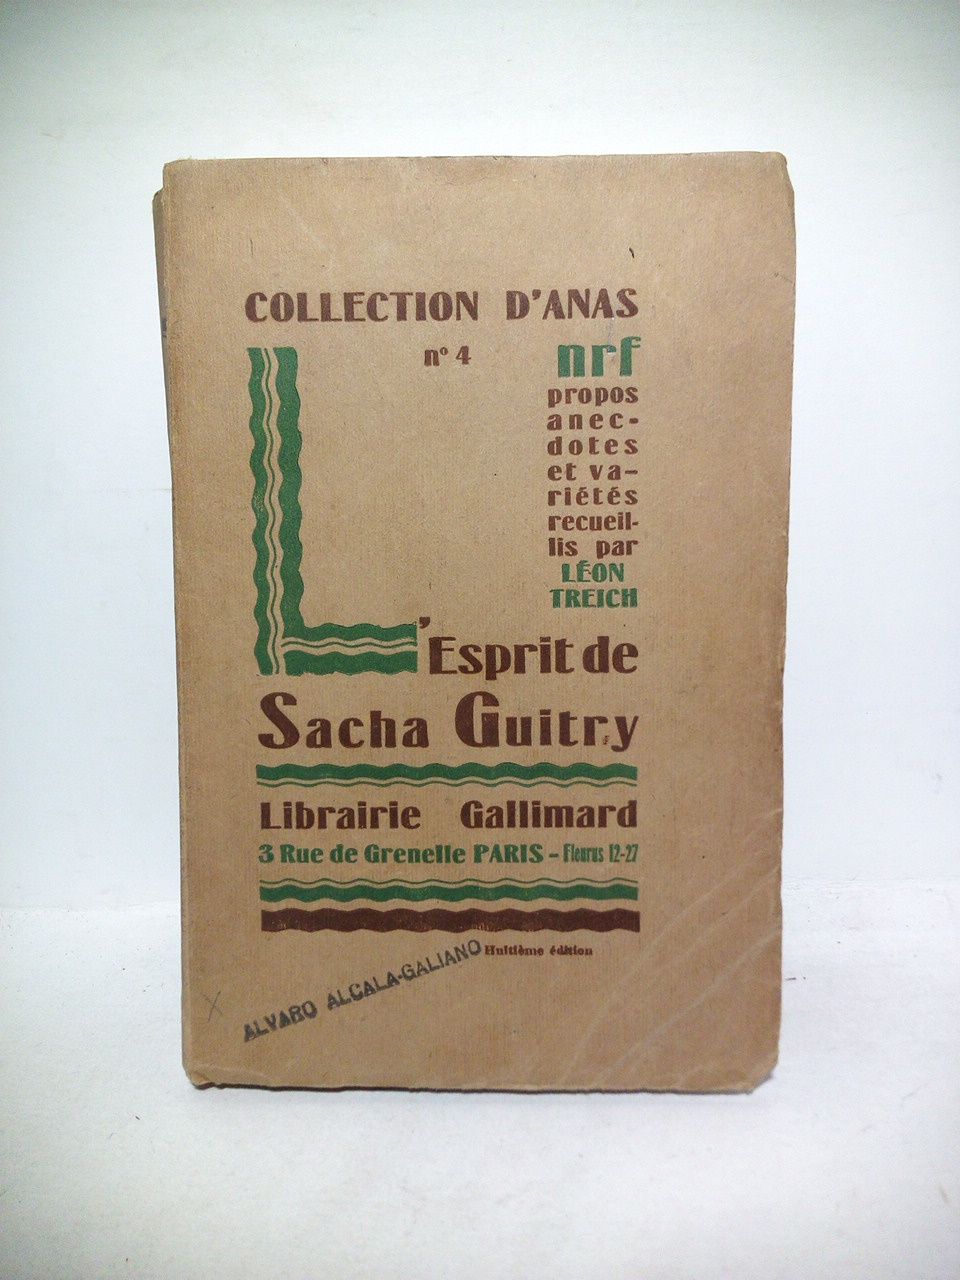 COLLECTION D'ANAS
nº 4
nrf
propos
anec-
dotes
et va-
riétés
recueil-
lis par
LÉON
TREICH
L'Esprit de
Sacha Guitry
Librairie Gallimard
3 Rue de Grenelle PARIS - Fleurus 12-27
Huitième édition
ALVARO ALCALA-GALIANO